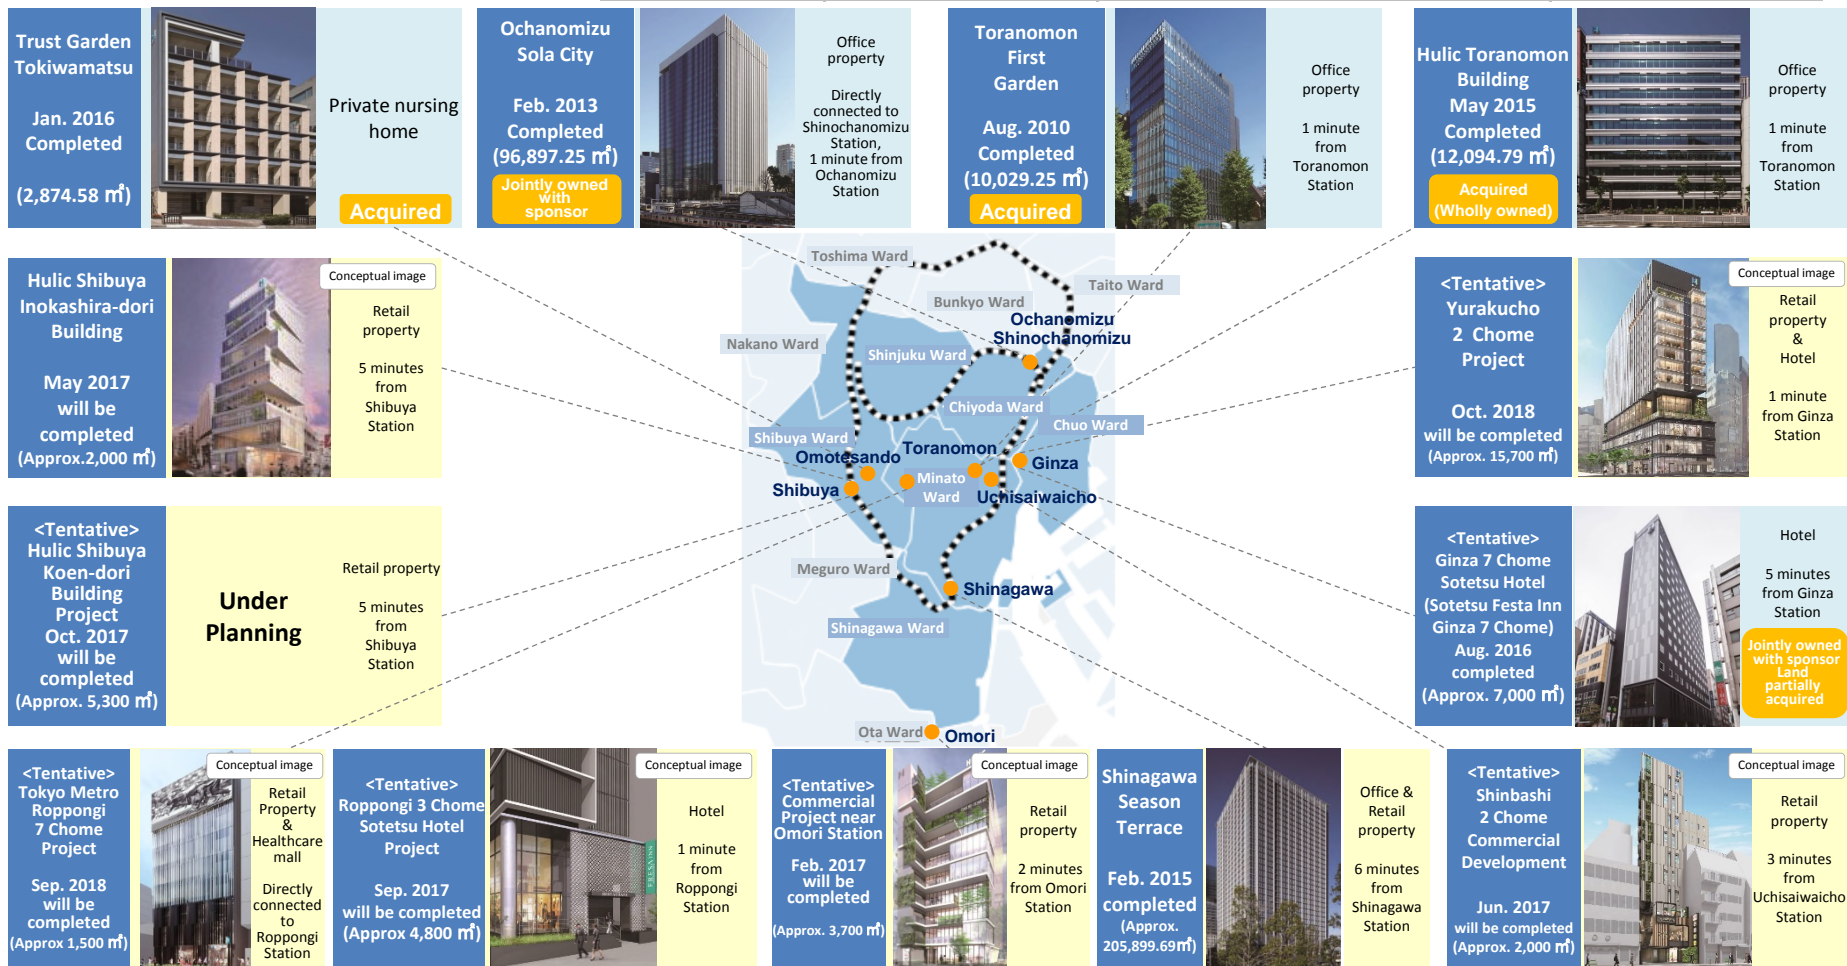 Trust Garden
Tokiwamatsu
Jan. 2016
Completed
(2,874.58 ㎡)
Private nursing
home
Acquired
Ochanomizu
Sola City
Feb. 2013
Completed
(96,897.25 ㎡)
Jointly owned
with
sponsor
Office
property
Directly
connected to
Shinochanomizu
Station,
1 minute from
Ochanomizu
Station
Toranomon
First
Garden
Aug. 2010
Completed
(10,029.25 ㎡)
Acquired
Office
property
1 minute
from
Toranomon
Station
Hulic Toranomon
Building
May 2015
Completed
(12,094.79 ㎡)
Acquired
(Wholly owned)
Office
property
1 minute
from
Toranomon
Station
Hulic Shibuya
Inokashira-dori
Building
May 2017
will be
completed
(Approx.2,000 ㎡)
Conceptual image
Retail
property
5 minutes
from
Shibuya
Station
Toshima Ward
Taito Ward
Bunkyo Ward
Ochanomizu
Shinochanomizu
Nakano Ward
Shinjuku Ward
Chiyoda Ward
Chuo Ward
Shibuya Ward
Omotesando
Toranomon
Ginza
Shibuya
Minato
Ward
Uchisaiwaicho
Meguro Ward
Shinagawa
Shinagawa Ward
Ota Ward
Omori
<Tentative>
Yurakucho
2 Chome
Project
Oct. 2018
will be completed
(Approx. 15,700 ㎡)
Conceptual image
Retail
property
&
Hotel
1 minute
from Ginza
Station
<Tentative>
Hulic Shibuya
Koen-dori
Building
Project
Oct. 2017
will be
completed
(Approx. 5,300 ㎡)
Under
Planning
Retail property
5 minutes
from
Shibuya
Station
<Tentative>
Ginza 7 Chome
Sotetsu Hotel
(Sotetsu Festa Inn
Ginza 7 Chome)
Aug. 2016
completed
(Approx. 7,000 ㎡)
Hotel
5 minutes
from Ginza
Station
Jointly owned
with sponsor
Land
partially
acquired
<Tentative>
Tokyo Metro
Roppongi
7 Chome
Project
Sep. 2018
will be
completed
(Approx 1,500 ㎡)
Conceptual image
Retail
Property
&
Healthcare
mall
Directly
connected
to
Roppongi
Station
<Tentative>
Roppongi 3 Chome
Sotetsu Hotel
Project
Sep. 2017
will be completed
(Approx 4,800 ㎡)
Conceptual image
FRESA INN
Hotel
1 minute
from
Roppongi
Station
<Tentative>
Commercial
Project near
Omori Station
Feb. 2017
will be
completed
(Approx. 3,700 ㎡)
Conceptual image
Retail
property
2 minutes
from Omori
Station
Shinagawa
Season
Terrace
Feb. 2015
completed
(Approx.
205,899.69㎡)
Office &
Retail
property
6 minutes
from
Shinagawa
Station
<Tentative>
Shinbashi
2 Chome
Commercial
Development
Jun. 2017
will be completed
(Approx. 2,000 ㎡)
Conceptual image
Retail
property
3 minutes
from
Uchisaiwaicho
Station